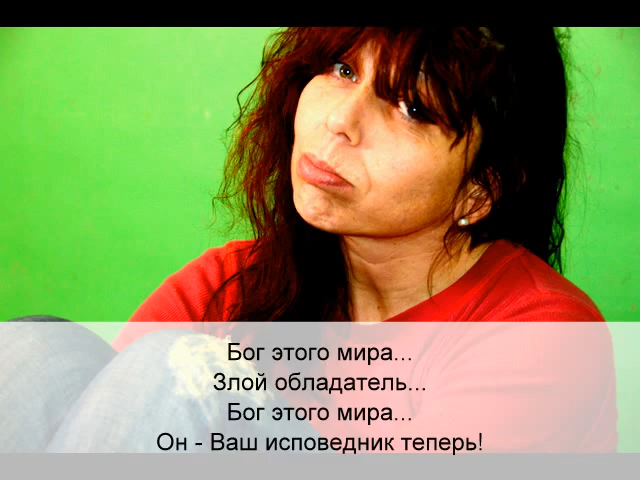 Бог этого мира...
Злой обладатель...
Бог этого мира...
Он - Ваш исповедник теперь!